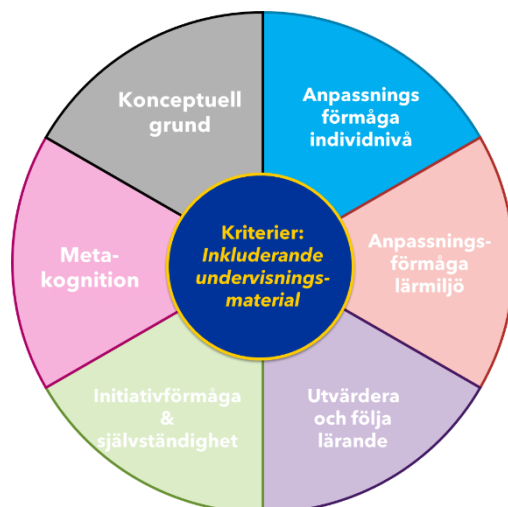 Konceptuell
grund
Anpassnings
förmåga
individnivå
Anpassnings-
förmåga
lärmiljö
Utvärdera
och följa
lärande
Initiativförmåga
&
självständighet
Meta-
kognition
Kriterier:
Inkluderande
undervisnings-
material